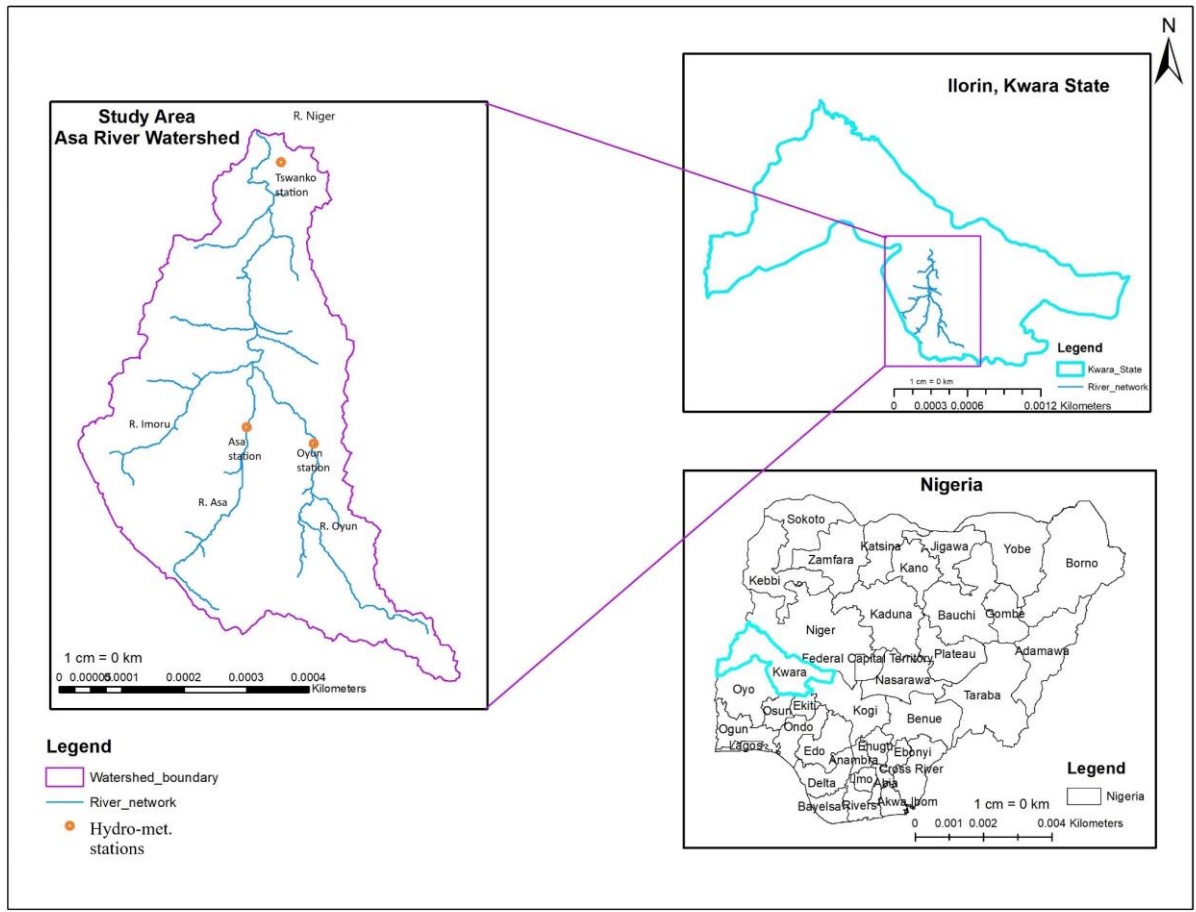 N
Study Area
Asa River Watershed
R. Niger
Tswanko
station
R. Imoru
Asa
station
Oyun
station
R. Asa
R. Oyun
1 cm = 0 km
0 0.00005 0.0001 0.0002 0.0003 0.0004
Kilometers
Legend
Watershed_boundary
River_network
Hydro-met.
stations
Ilorin, Kwara State
Legend
Kwara_State
River_network
1 cm = 0 km
0 0.0003 0.0006 0.0012 Kilometers
Nigeria
Sokoto
Katsina
Jigawa
Yobe
Borno
Zamfara
Kano
Kebbi
Kaduna
Bauchi
Gombe
Niger
Adamawa
Federal Capital Territory
Plateau
Kwara
Nasarawa
Taraba
Oyo
Osun
Ekiti
Kogi
Benue
Ogun
Ondo
Lagos
Edo
Enugu
Ebonyi
Anambra
Cross River
Delta
Imo
Abia
Bayelsa
Rivers
Akwa Ibom
Legend
Nigeria
1 cm = 0 km
0 0.001 0.002 0.004 Kilometers